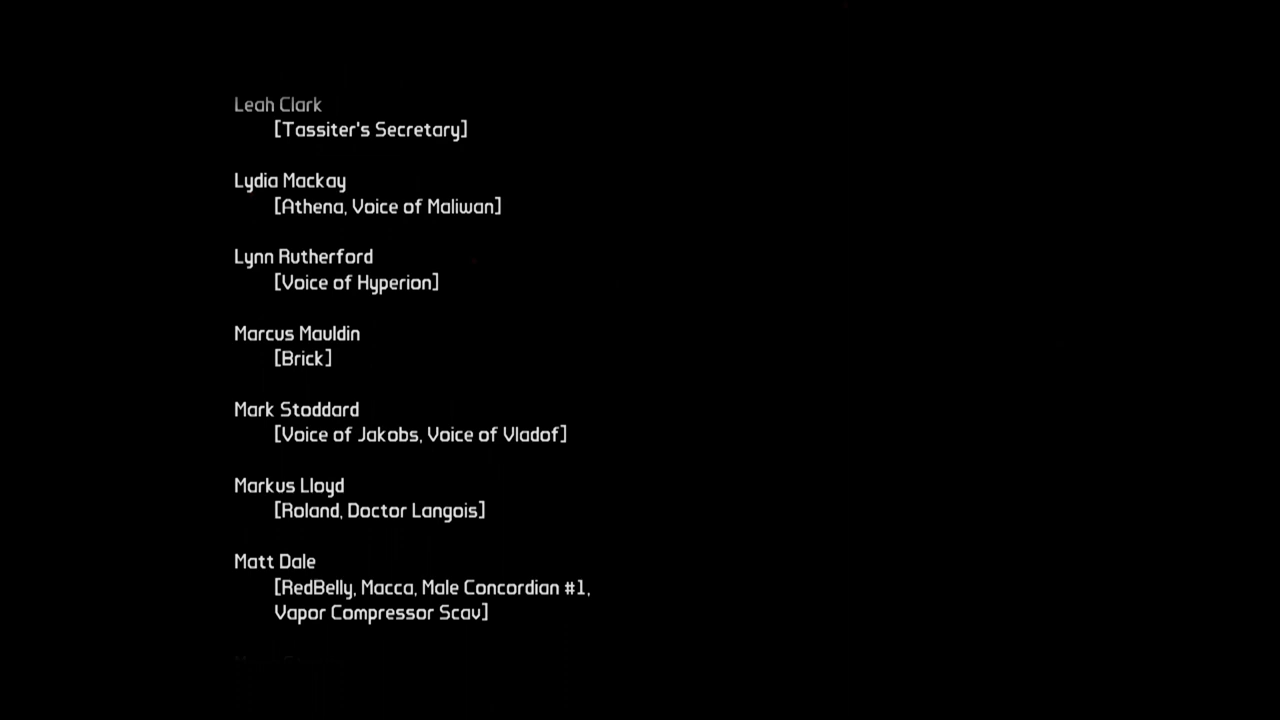 Leah Clark
[Tassiter's Secretary]
Lydia Mackay
[Athena, Voice of Maliwan]
Lynn Rutherford
[Voice of Hyperion]
Marcus Mauldin
[Brick]
Mark Stoddard
[Voice of Jakobs, Voice of Vladof]
Markus Lloyd
[Roland, Doctor Langois]
Matt Dale
[RedBelly, Macca, Male Concordian #1,
Vapor Compressor Scav]